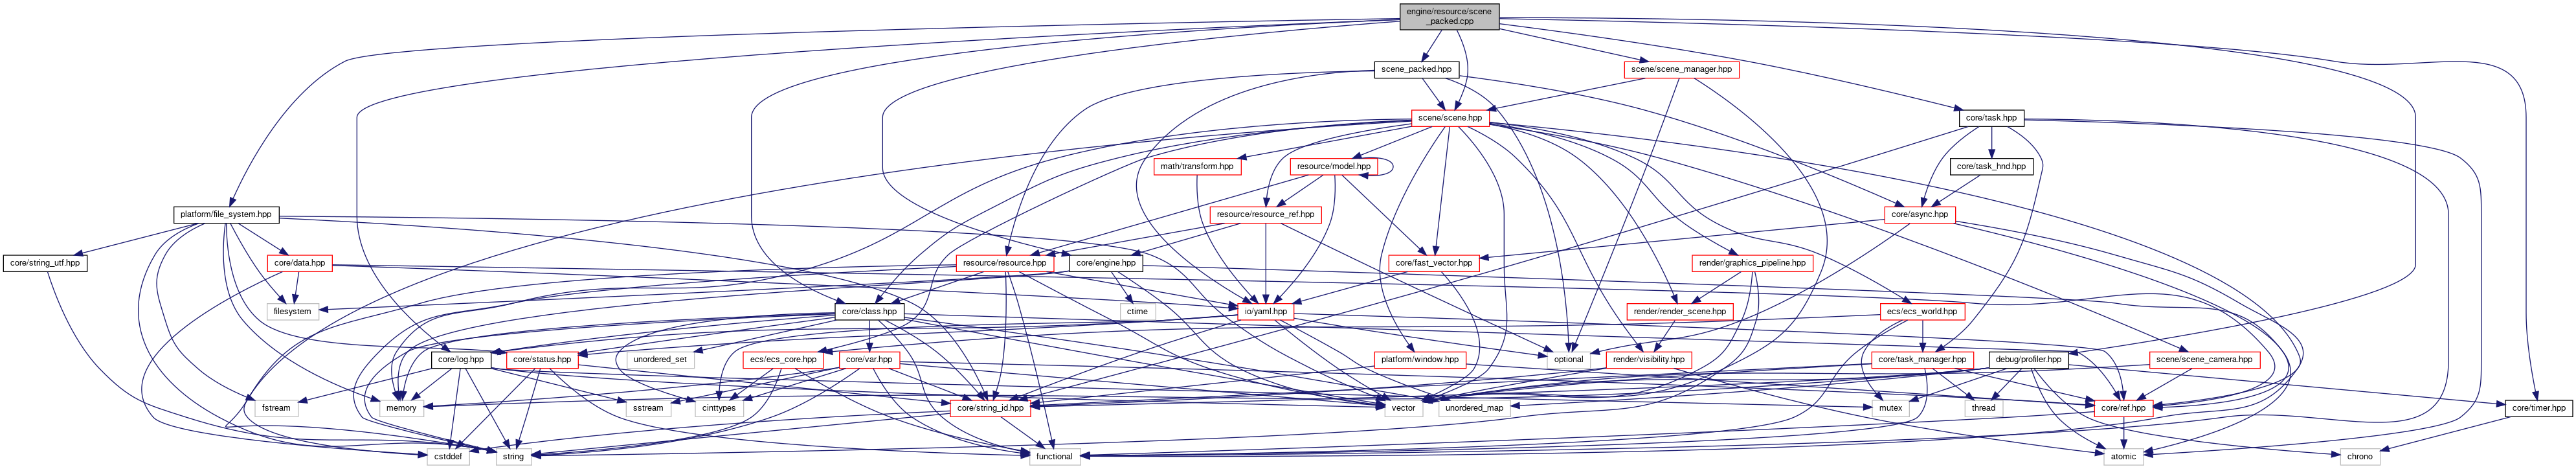 engine/resource/scene
_packed.cpp
scene_packed.hpp
scene/scene_manager.hpp
scene/scene.hpp
core/task.hpp
math/transform.hpp
resource/model.hpp
core/task_hnd.hpp
platform/file_system.hpp
resource/resource_ref.hpp
core/async.hpp
core/string_utf.hpp
core/data.hpp
resource/resource.hpp
core/engine.hpp
core/fast_vector.hpp
render/graphics_pipeline.hpp
filesystem
core/class.hpp
ctime
io/yaml.hpp
render/render_scene.hpp
ecs/ecs_world.hpp
core/log.hpp
core/status.hpp
unordered_set
ecs/ecs_core.hpp
core/var.hpp
platform/window.hpp
optional
render/visibility.hpp
core/task_manager.hpp
debug/profiler.hpp
scene/scene_camera.hpp
fstream
memory
sstream
cinttypes
core/string_id.hpp
vector
unordered_map
mutex
thread
core/ref.hpp
core/timer.hpp
cstddef
string
functional
atomic
chrono